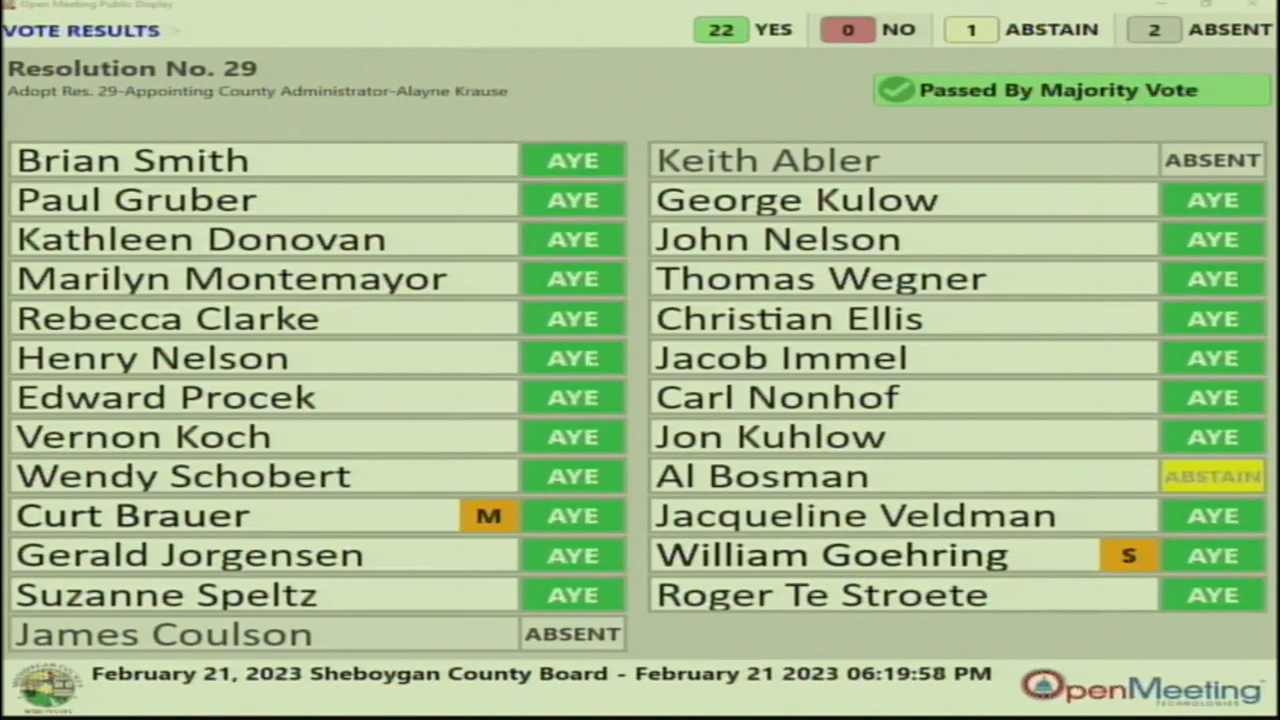 Open Meeting Public Display
VOTE RESULTS
22 YES 0 NO 1 ABSTAIN 2 ABSENT
Resolution No. 29
Adopt Res. 29-Appointing County Administrator-Alayne Krause
Passed By Majority Vote
Brian Smith AYE
Paul Gruber AYE
Kathleen Donovan AYE
Marilyn Montemayor AYE
Rebecca Clarke AYE
Henry Nelson AYE
Edward Procek AYE
Vernon Koch AYE
Wendy Schobert AYE
Curt Brauer M AYE
Gerald Jorgensen AYE
Suzanne Speltz AYE
James Coulson ABSENT
Keith Abler ABSENT
George Kulow AYE
John Nelson AYE
Thomas Wegner AYE
Christian Ellis AYE
Jacob Immel AYE
Carl Nonhof AYE
Jon Kuhlow AYE
Al Bosman ABSTAIN
Jacqueline Veldman AYE
William Goehring S AYE
Roger Te Stroete AYE
February 21, 2023 Sheboygan County Board - February 21 2023 06:19:58 PM
OpenMeeting
TECHNOLOGIES